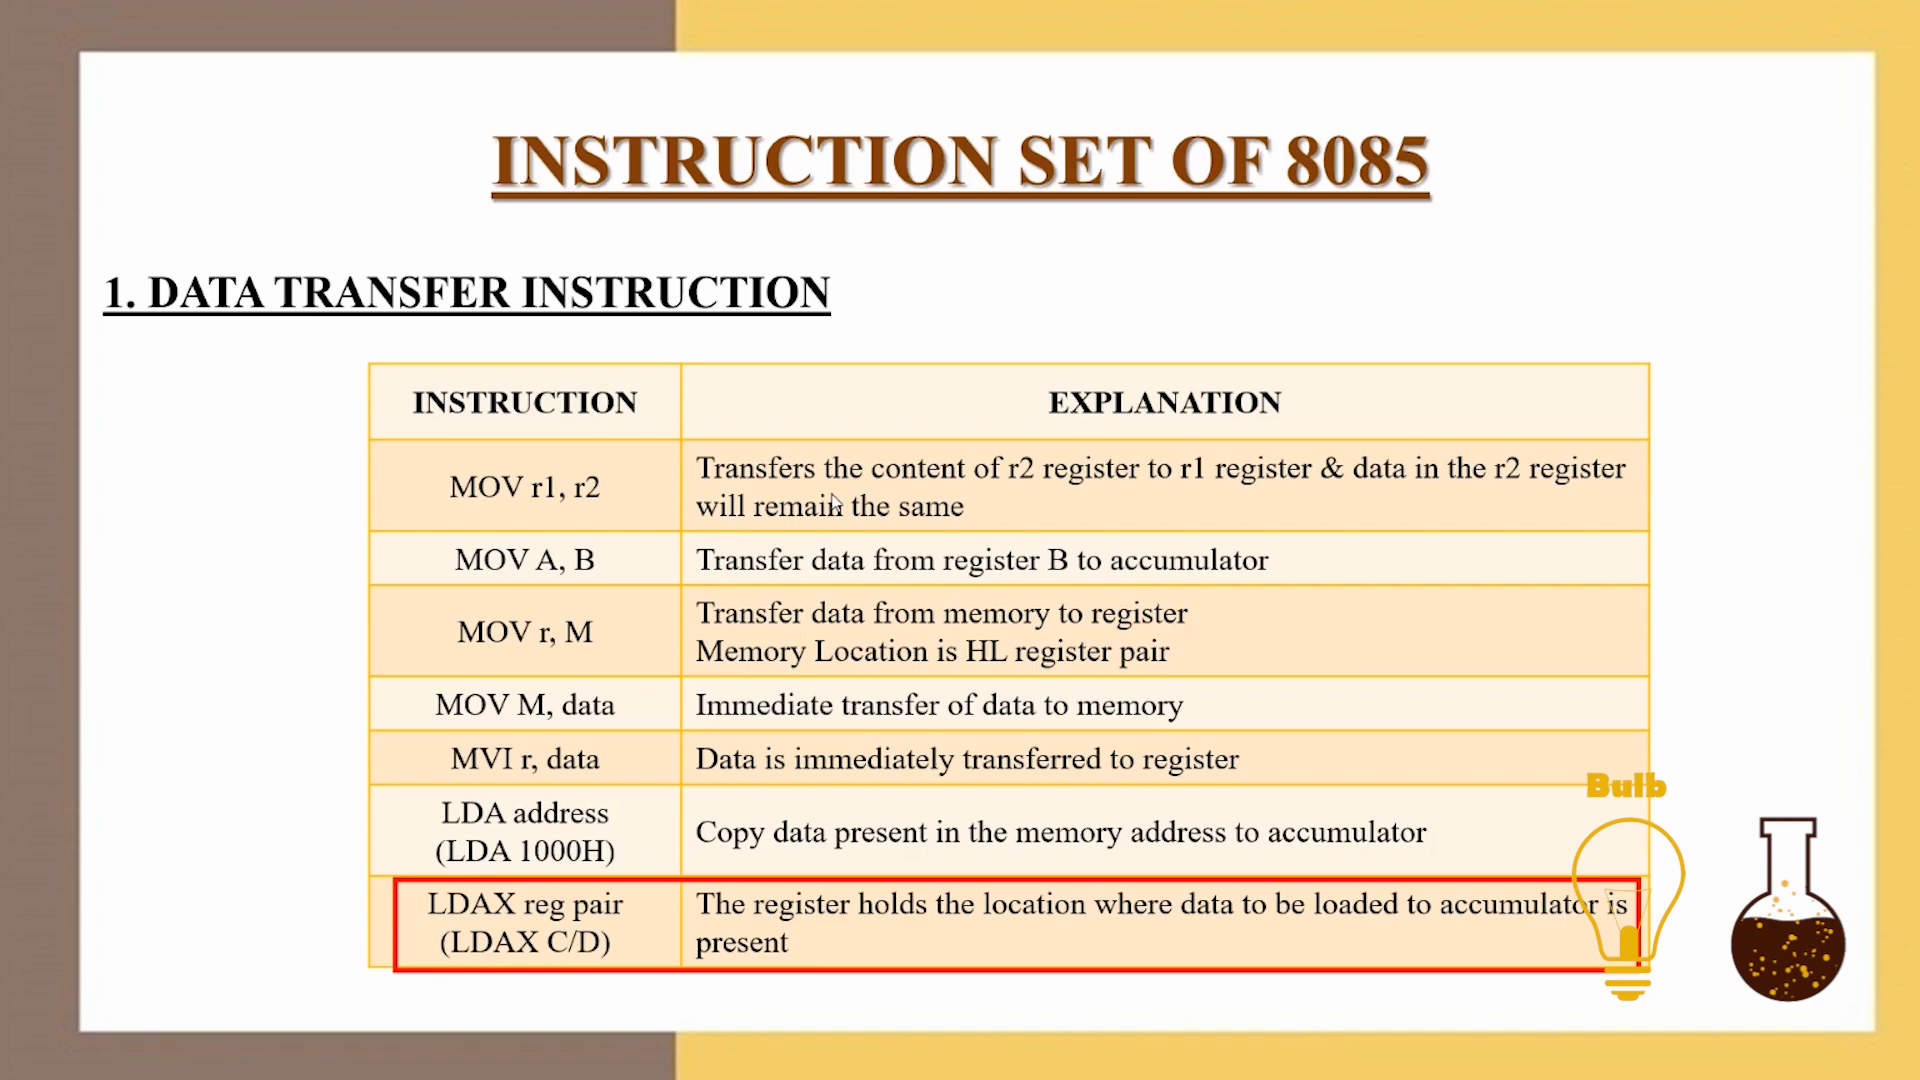 INSTRUCTION SET OF 8085
1. DATA TRANSFER INSTRUCTION
INSTRUCTION
EXPLANATION
MOV r1, r2
Transfers the content of r2 register to r1 register & data in the r2 register
will remain the same
MOV A, B
Transfer data from register B to accumulator
MOV r, M
Transfer data from memory to register
Memory Location is HL register pair
MOV M, data
Immediate transfer of data to memory
MVI r, data
Data is immediately transferred to register
LDA address
(LDA 1000H)
Copy data present in the memory address to accumulator
LDAX reg pair
(LDAX C/D)
The register holds the location where data to be loaded to accumulator is
present
Bulb